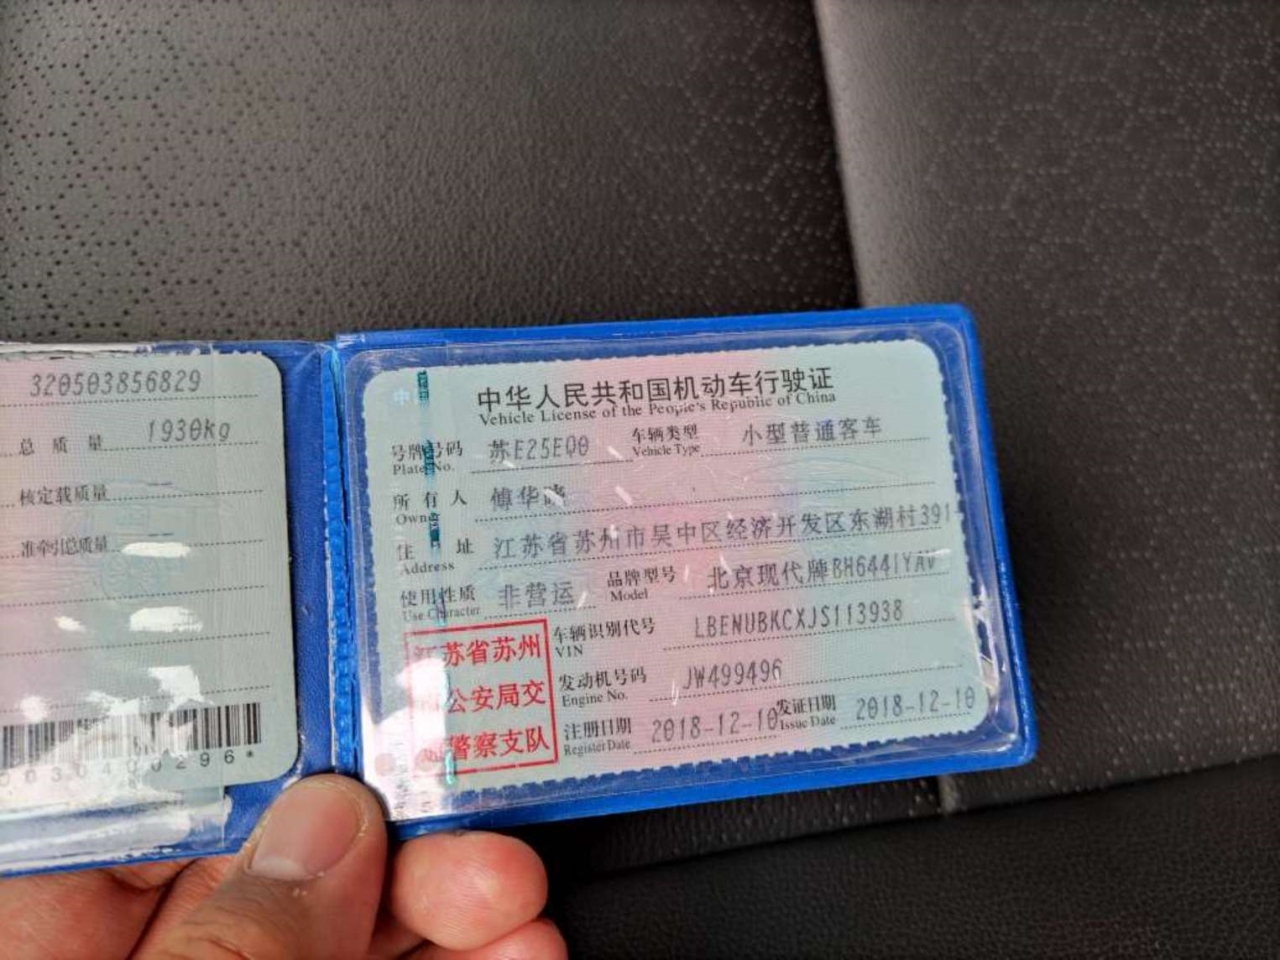 320503856829
总质量 1930kg
核定载质量 --
准牵引总质量 --
中华人民共和国机动车行驶证
Vehicle License of the People's Republic of China
号牌号码 苏E25EQ0 车辆类型 小型普通客车
Plate No. Vehicle Type
所有人 傅华
Owner
住址 江苏省苏州市吴中区经济开发区东湖村391
Address
使用性质 非营运 品牌型号 北京现代牌BH6441YAV
Use Character Model
江苏省苏州 车辆识别代号 LBENUBKCXJS113938
VIN
公安局交 发动机号码 JW499496
Engine No.
警察支队 注册日期 2018-12-10 发证日期 2018-12-10
Register Date Issue Date